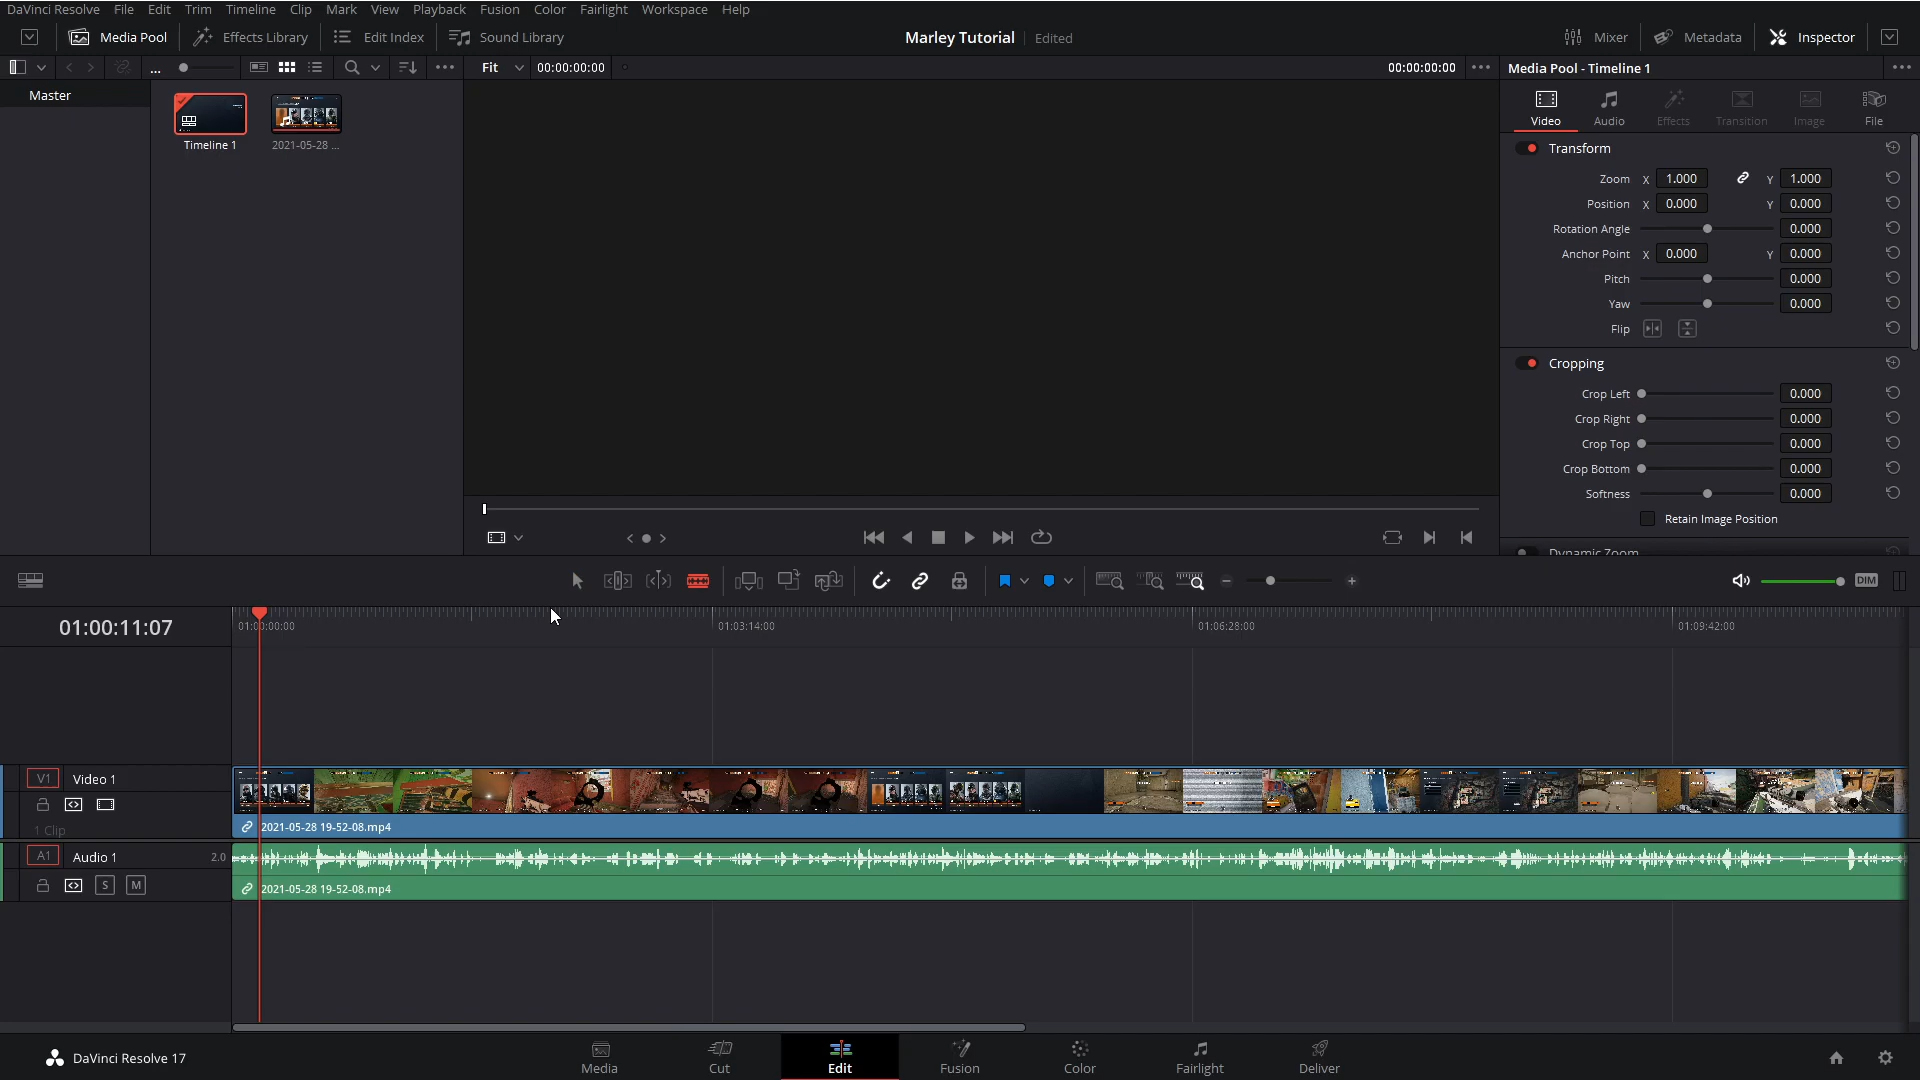 DaVinci Resolve File Edit Trim Timeline Clip Mark View Playback Fusion Color Fairlight Workspace Help
Media Pool Effects Library Edit Index Sound Library Marley Tutorial Edited Mixer Metadata Inspector
... Fit 00:00:00:00 00:00:00:00 Media Pool - Timeline 1
Master
Timeline 1
2021-05-28 ...
Video Audio Effects Transition Image File
Transform
Zoom X 1.000 Y 1.000
Position X 0.000 Y 0.000
Rotation Angle 0.000
Anchor Point X 0.000 Y 0.000
Pitch 0.000
Yaw 0.000
Flip
Cropping
Crop Left 0.000
Crop Right 0.000
Crop Top 0.000
Crop Bottom 0.000
Softness 0.000
Retain Image Position
Dynamic Zoom
DIM
01:00:11:07
01:00:00:00 01:03:14:00 01:06:28:00 01:09:42:00
V1 Video 1
1 Clip
2021-05-28 19-52-08.mp4
A1 Audio 1 2.0
S M
2021-05-28 19-52-08.mp4
DaVinci Resolve 17
Media Cut Edit Fusion Color Fairlight Deliver